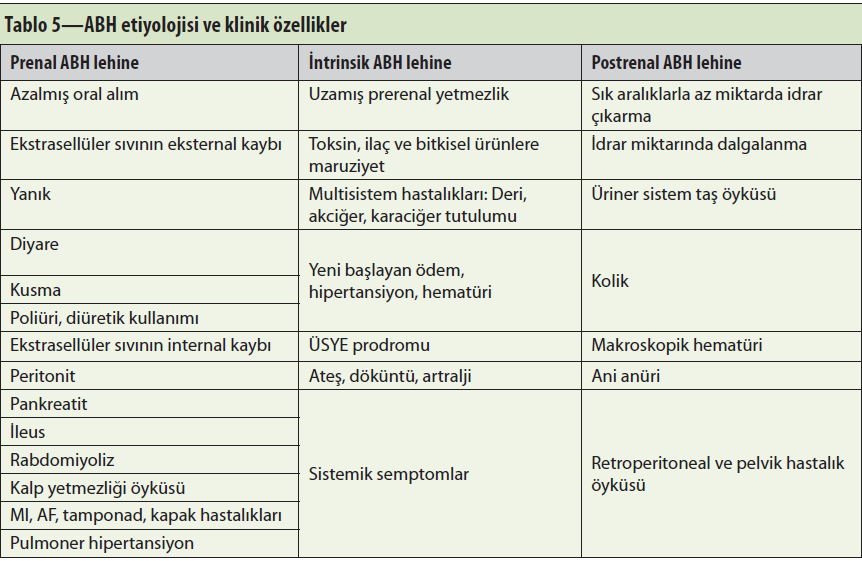 Tablo 5—ABH etiyolojisi ve klinik özellikler
Prenal ABH lehine
İntrinsik ABH lehine
Postrenal ABH lehine
Azalmış oral alım
Uzamış prerenal yetmezlik
Sık aralıklarla az miktarda idrar
çıkarma
Ekstrasellüler sıvının eksternal kaybı
Toksin, ilaç ve bitkisel ürünlere
maruziyet
İdrar miktarında dalgalanma
Yanık
Multisistem hastalıkları: Deri,
akciğer, karaciğer tutulumu
Üriner sistem taş öyküsü
Diyare
Kusma
Poliüri, diüretik kullanımı
Yeni başlayan ödem,
hipertansiyon, hematüri
Kolik
Ekstrasellüler sıvının internal kaybı
ÜSYE prodromu
Makroskopik hematüri
Peritonit
Ateş, döküntü, artralji
Ani anüri
Pankreatit
İleus
Rabdomiyoliz
Kalp yetmezliği öyküsü
MI, AF, tamponad, kapak hastalıkları
Pulmoner hipertansiyon
Sistemik semptomlar
Retroperitoneal ve pelvik hastalık
öyküsü